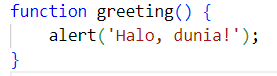 function greeting() {
    alert('Halo, dunia!');
}